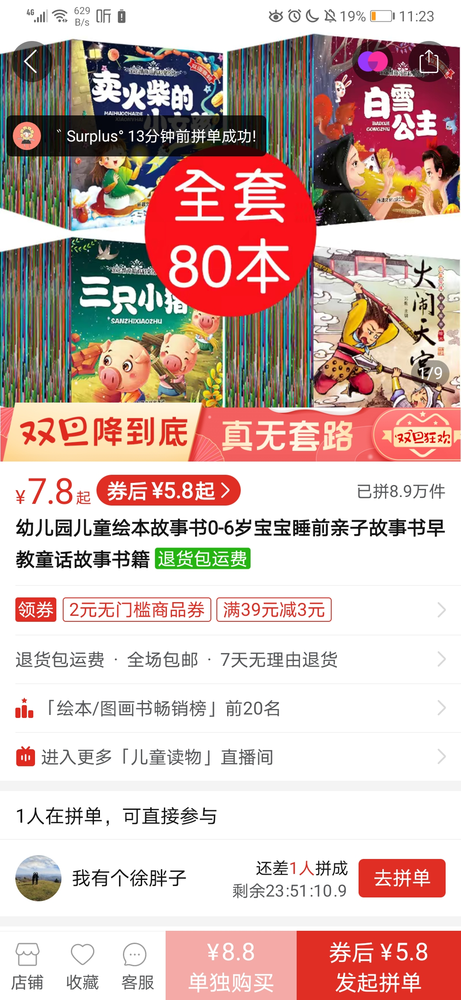 4G
629
B/s
听
19%
11:23
卖火柴的
MAIHUOCHAIDE
XIAONVHAI
双语音频
白雪
公主
BAIXUE
GONGZHU
˝ Surplus° 13分钟前拼单成功!
全套
80本
三只小猪
SANZHIXIAOZHU
大闹天宫
1/9
双旦降到底
真无套路
双旦狂欢
¥7.8起
券后 ¥5.8起
已拼8.9万件
幼儿园儿童绘本故事书0-6岁宝宝睡前亲子故事书早
教童话故事书籍 退货包运费
领券 2元无门槛商品券 满39元减3元
退货包运费 · 全场包邮 · 7天无理由退货
「绘本/图画书畅销榜」前20名
进入更多「儿童读物」直播间
1人在拼单，可直接参与
我有个徐胖子
还差1人拼成
剩余23:51:10.9
去拼单
店铺
收藏
客服
¥8.8
单独购买
券后 ¥5.8
发起拼单